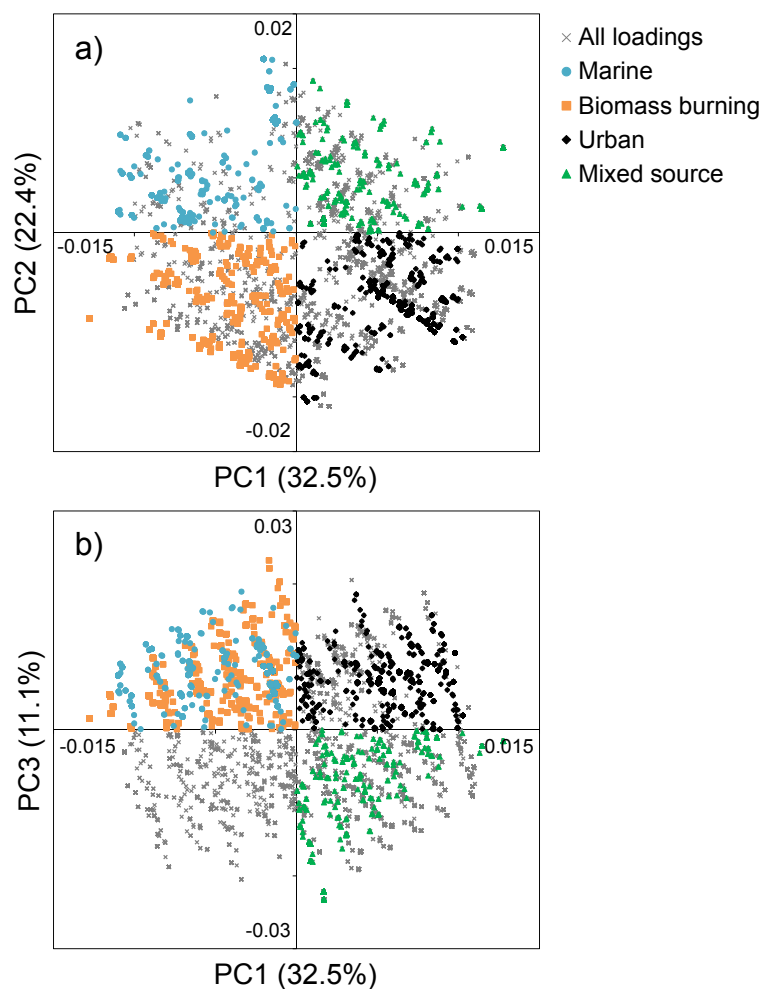 a)
0.02
-0.015
0.015
-0.02
PC2 (22.4%)
PC1 (32.5%)
All loadings
Marine
Biomass burning
Urban
Mixed source
b)
0.03
-0.015
0.015
-0.03
PC3 (11.1%)
PC1 (32.5%)